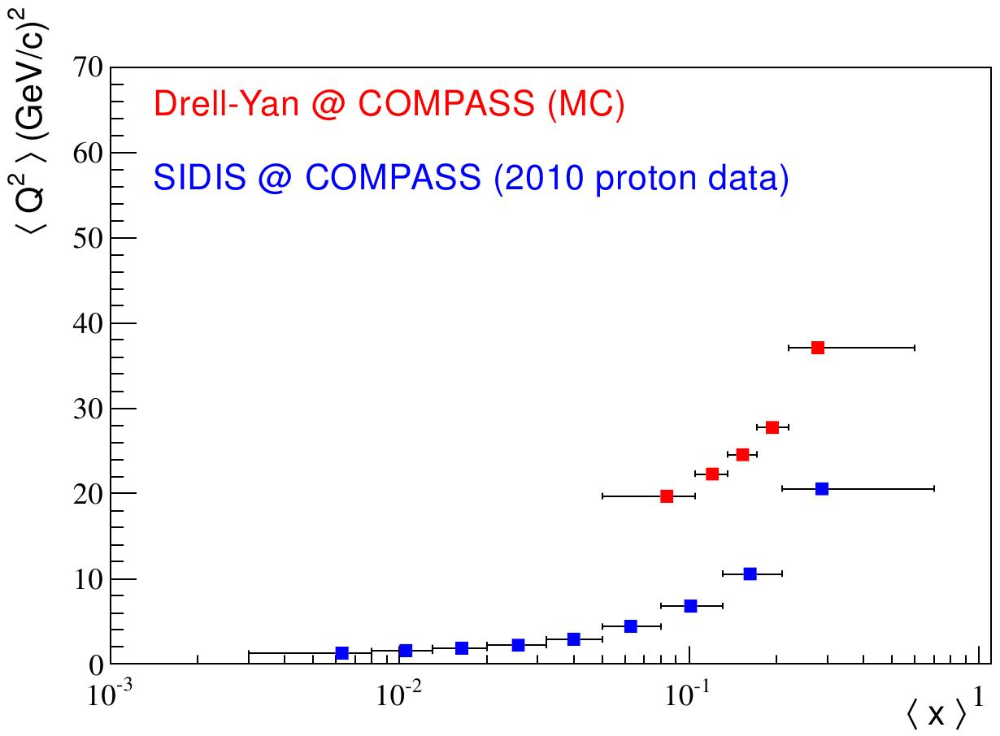 ⟨ Q² ⟩ (GeV/c)²
70
60
50
40
30
20
10
0
Drell-Yan @ COMPASS (MC)
SIDIS @ COMPASS (2010 proton data)
10⁻³ 10⁻² 10⁻¹ 1
⟨ x ⟩